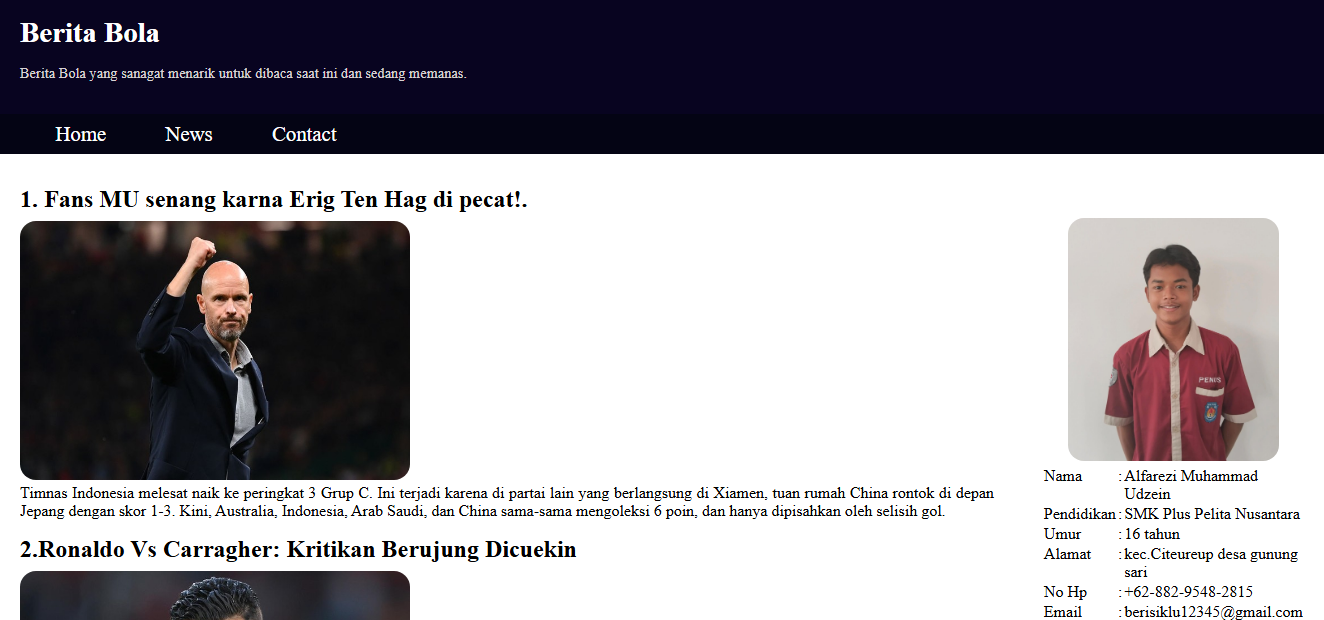 Berita Bola
Berita Bola yang sanagat menarik untuk dibaca saat ini dan sedang memanas.
Home News Contact
1. Fans MU senang karna Erig Ten Hag di pecat!.
Timnas Indonesia melesat naik ke peringkat 3 Grup C. Ini terjadi karena di partai lain yang berlangsung di Xiamen, tuan rumah China rontok di depan
Jepang dengan skor 1-3. Kini, Australia, Indonesia, Arab Saudi, dan China sama-sama mengoleksi 6 poin, dan hanya dipisahkan oleh selisih gol.
2.Ronaldo Vs Carragher: Kritikan Berujung Dicuekin
PENUS
Nama : Alfarezi Muhammad
Udzein
Pendidikan : SMK Plus Pelita Nusantara
Umur : 16 tahun
Alamat : kec.Citeureup desa gunung
sari
No Hp : +62-882-9548-2815
Email : berisiklu12345@gmail.com